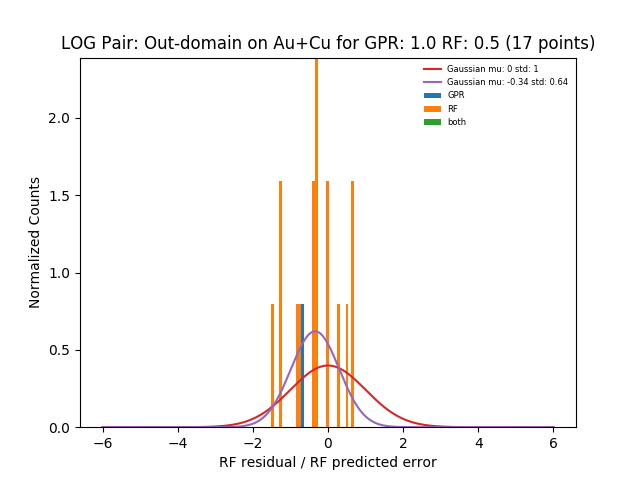 LOG Pair: Out-domain on Au+Cu for GPR: 1.0 RF: 0.5 (17 points)
Gaussian mu: 0 std: 1
Gaussian mu: -0.34 std: 0.64
GPR
RF
both
Normalized Counts
2.0
1.5
1.0
0.5
0.0
−6 −4 −2 0 2 4 6
RF residual / RF predicted error